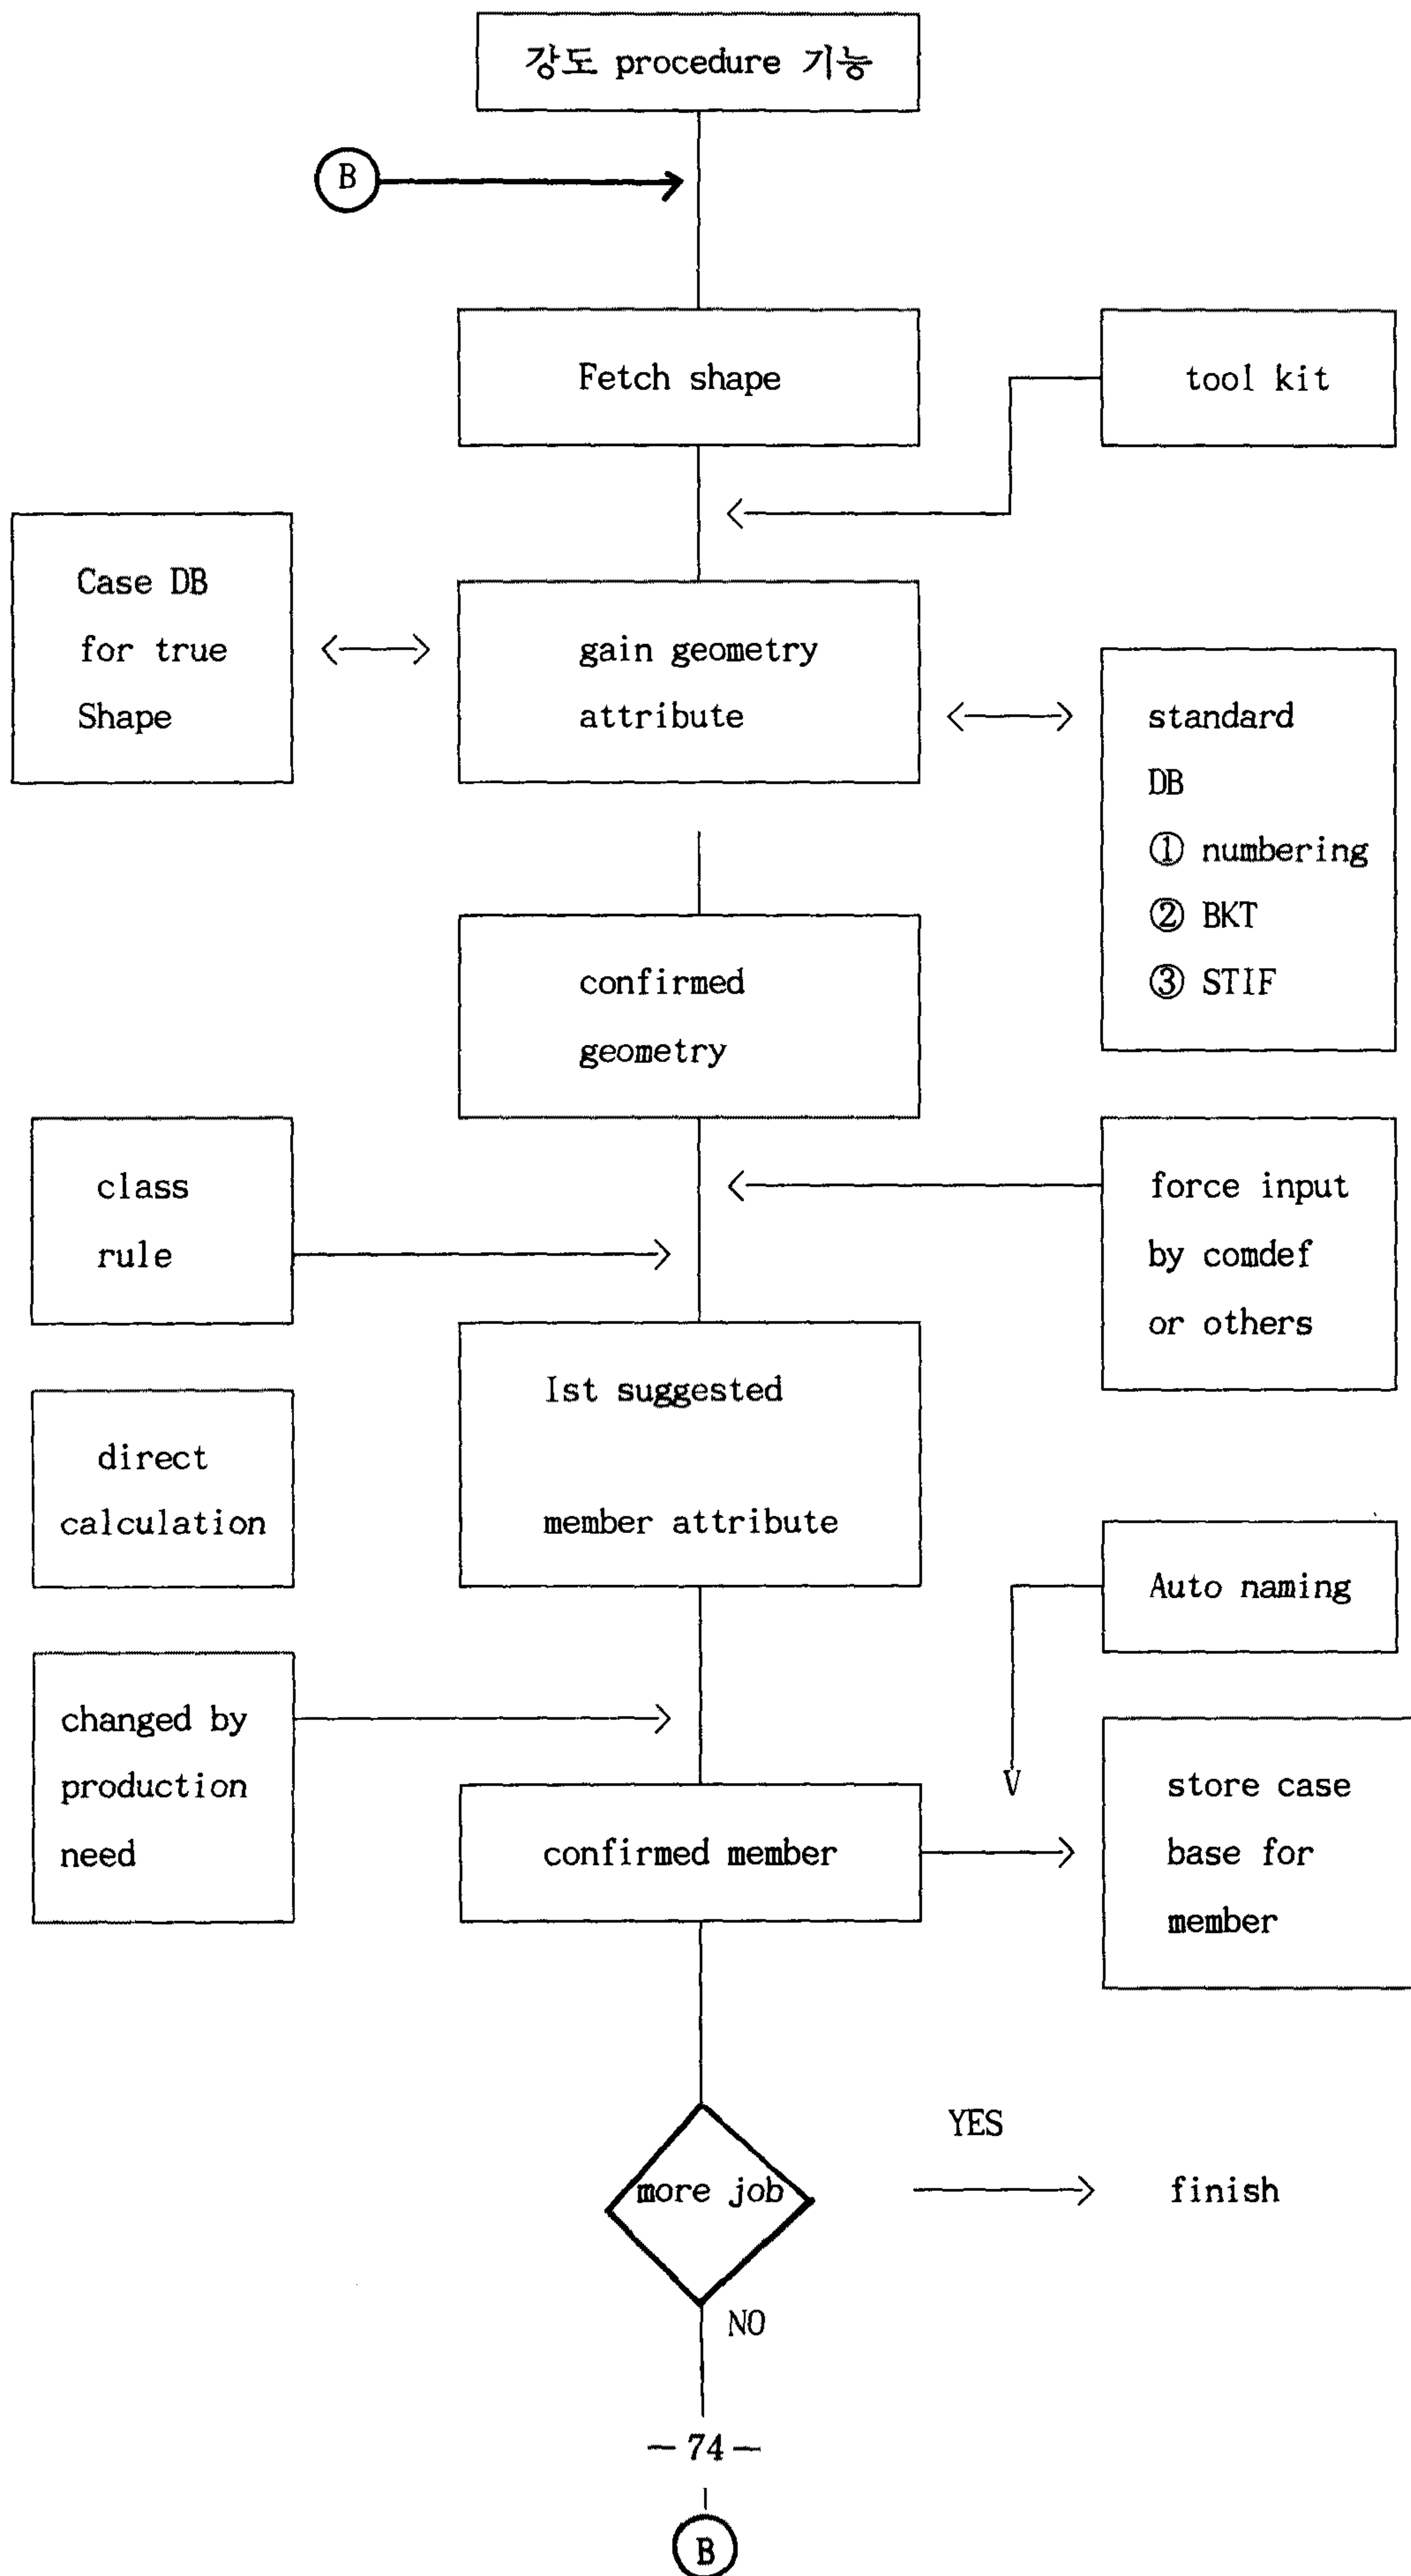 강도 procedure 기능
B
Fetch shape
tool kit
Case DB
for true
Shape
gain geometry
attribute
standard
DB
① numbering
② BKT
③ STIF
confirmed
geometry
class
rule
force input
by comdef
or others
direct
calculation
Ist suggested
member attribute
Auto naming
changed by
production
need
confirmed member
store case
base for
member
more job
YES
finish
NO
— 74 —
B